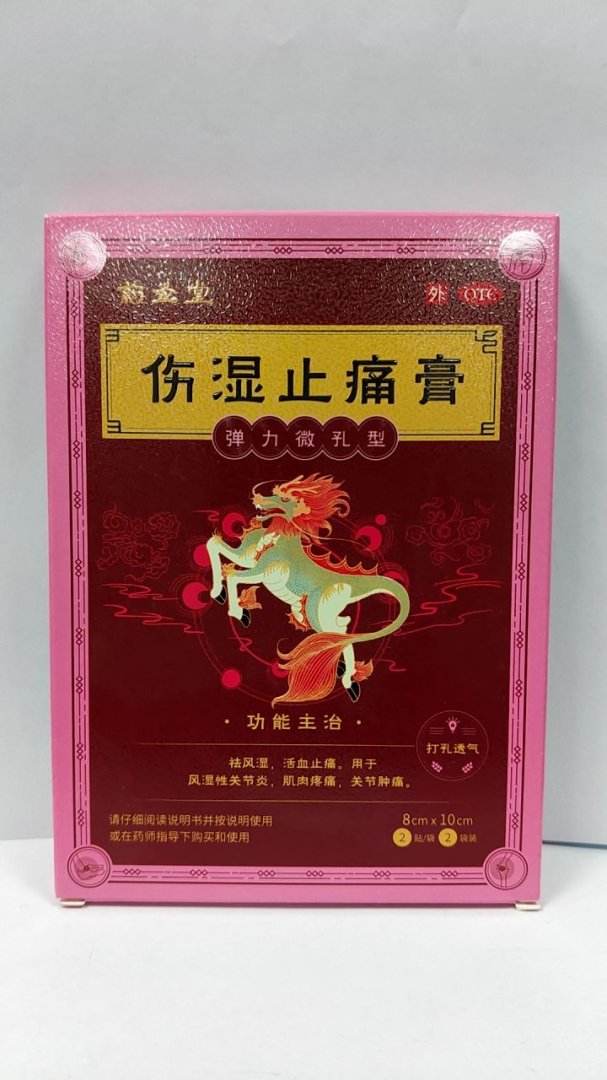 药圣堂
外 OTC
伤湿止痛膏
弹力微孔型
·功能主治·
祛风湿,活血止痛。用于
风湿性关节炎,肌肉疼痛,关节肿痛。
打孔透气
请仔细阅读说明书并按说明使用
或在药师指导下购买和使用
8cm x 10cm
2 贴/袋 2 袋装